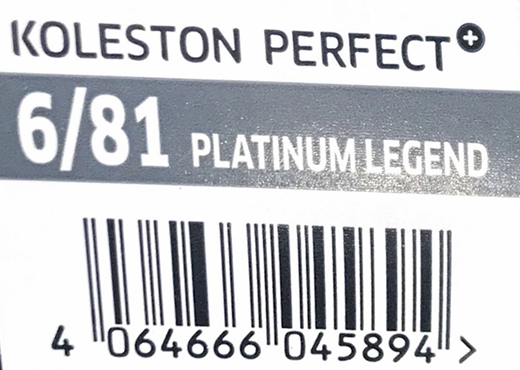 KOLESTON PERFECT+
6/81 PLATINUM LEGEND
4 064666 045894 >